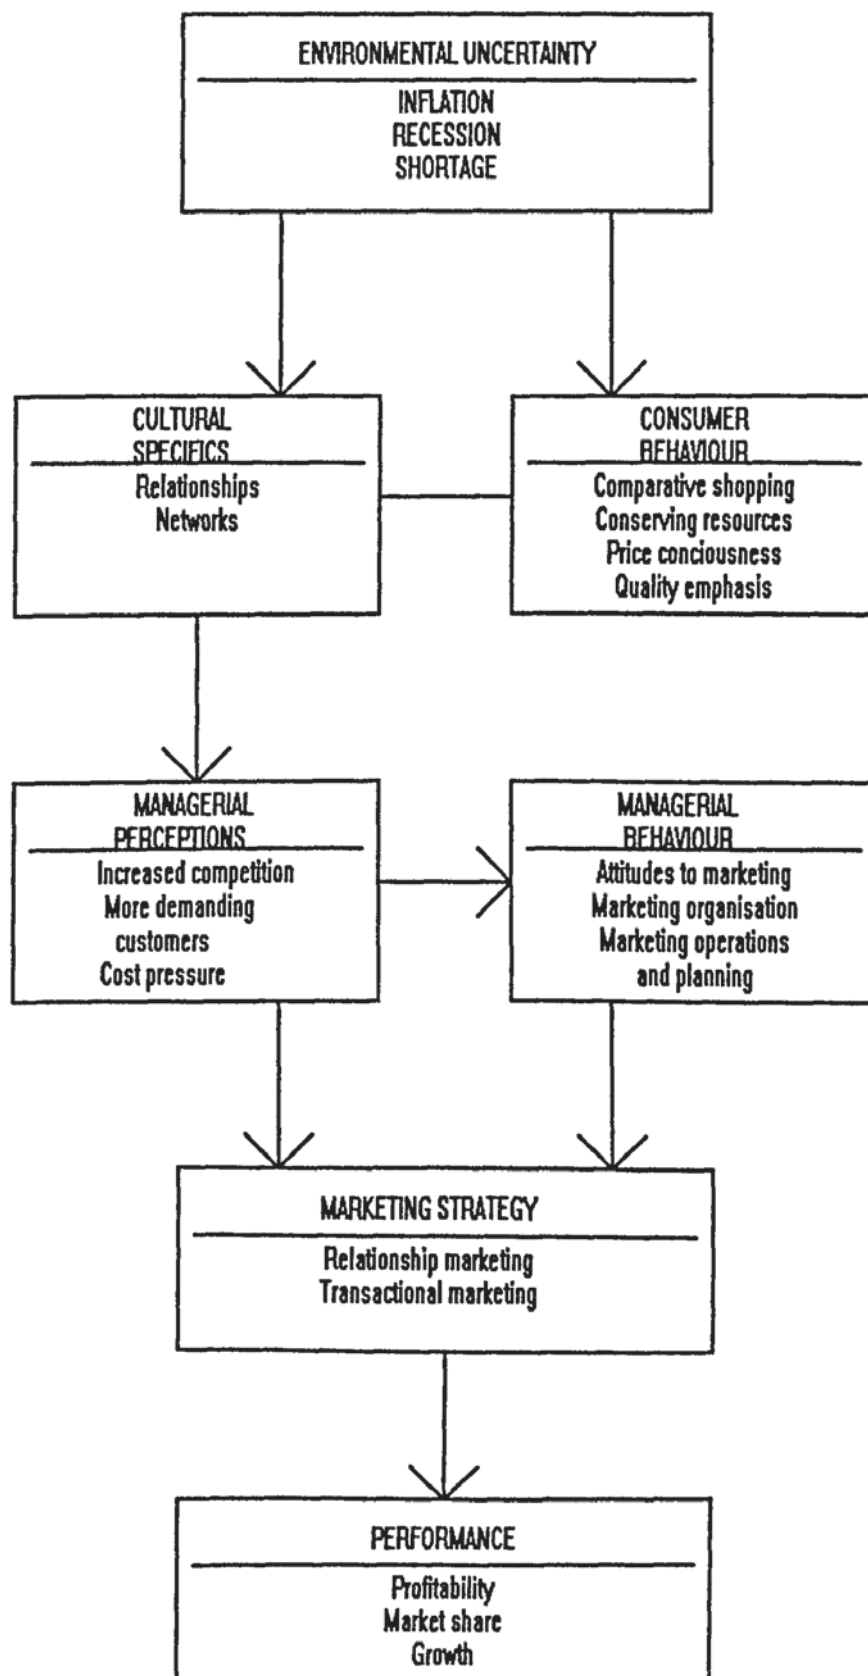 ENVIRONMENTAL UNCERTAINTY
INFLATION
RECESSION
SHORTAGE
CULTURAL
SPECIFICS
Relationships
Networks
CONSUMER
BEHAVIOUR
Comparative shopping
Conserving resources
Price conciousness
Quality emphasis
MANAGERIAL
PERCEPTIONS
Increased competition
More demanding
customers
Cost pressure
MANAGERIAL
BEHAVIOUR
Attitudes to marketing
Marketing organisation
Marketing operations
and planning
MARKETING STRATEGY
Relationship marketing
Transactional marketing
PERFORMANCE
Profitability
Market share
Growth